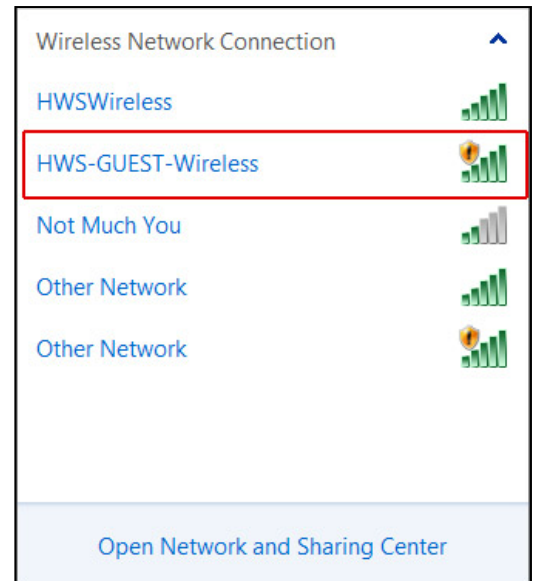 Wireless Network Connection
HWSWireless
HWS-GUEST-Wireless
Not Much You
Other Network
Other Network
Open Network and Sharing Center